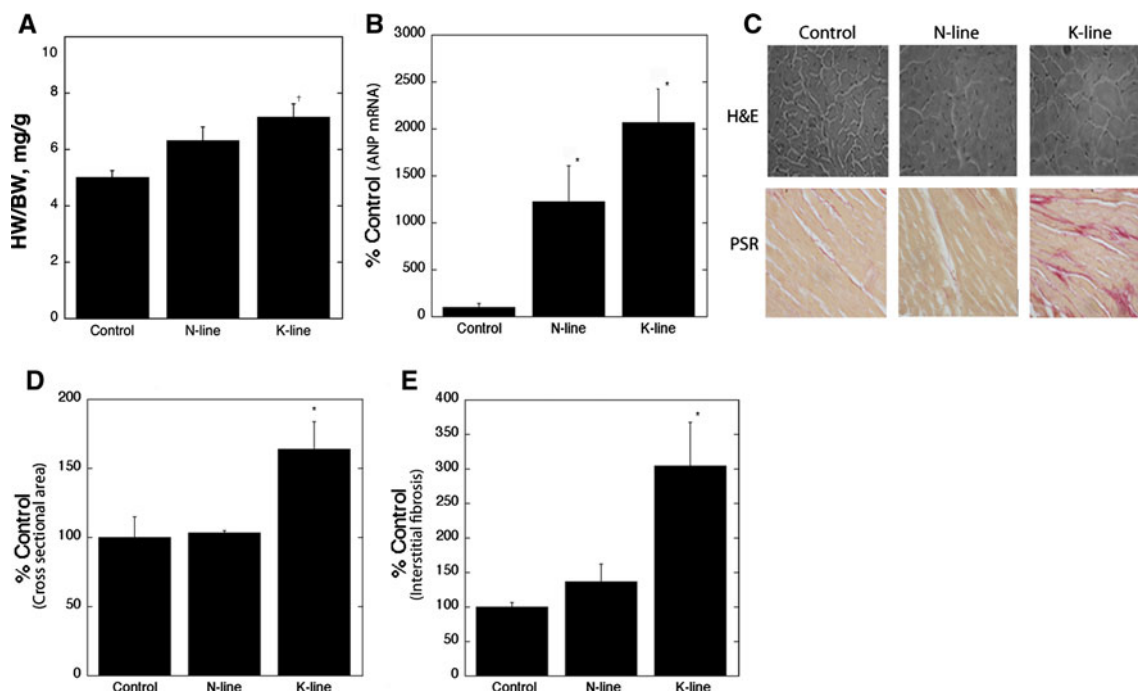 A
HW/BW, mg/g
10
8
6
4
2
0
†
Control N-line K-line
B
% Control (ANP mRNA)
3000
2500
2000
1500
1000
500
0
*
*
Control N-line K-line
C
Control N-line K-line
H&E
PSR
D
% Control
(Cross sectional area)
200
150
100
50
0
*
Control N-line K-line
E
% Control
(Interstitial fibrosis)
400
350
300
250
200
150
100
50
0
*
Control N-line K-line